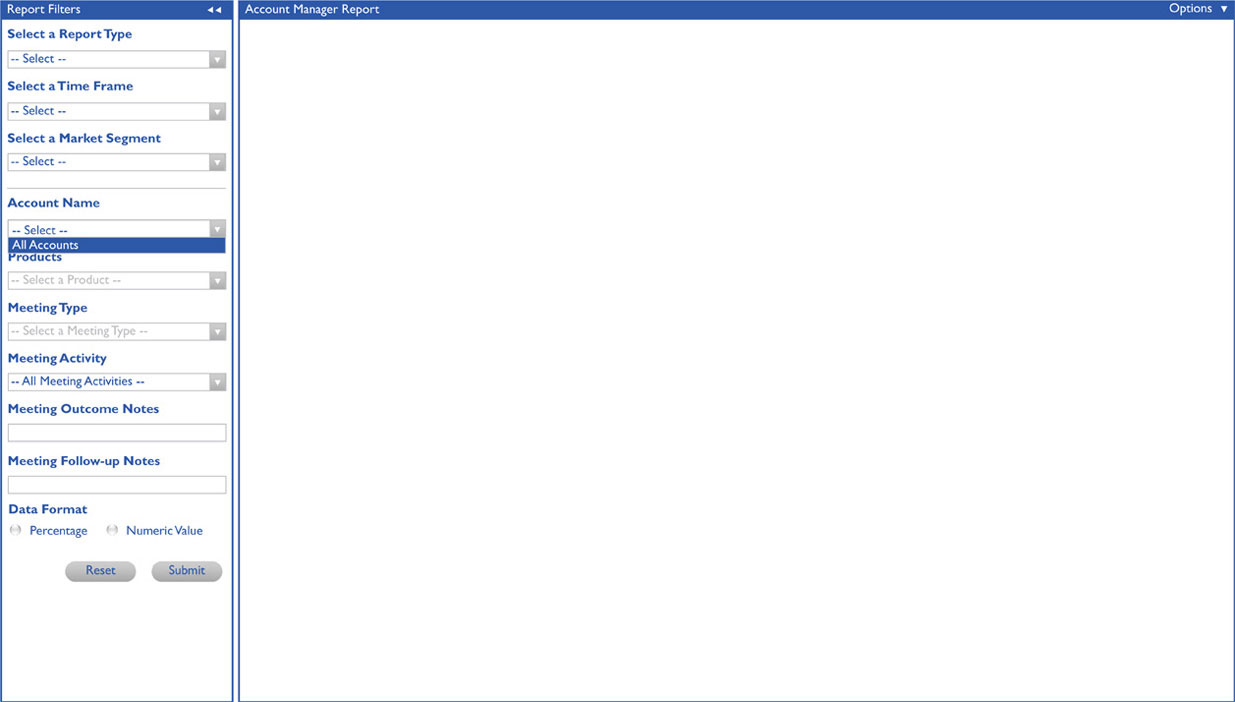 Report Filters
Account Manager Report
Options
Select a Report Type
-- Select --
Select a Time Frame
-- Select --
Select a Market Segment
-- Select --
Account Name
-- Select --
All Accounts
Products
-- Select a Product --
Meeting Type
-- Select a Meeting Type --
Meeting Activity
-- All Meeting Activities --
Meeting Outcome Notes
Meeting Follow-up Notes
Data Format
Percentage Numeric Value
Reset Submit